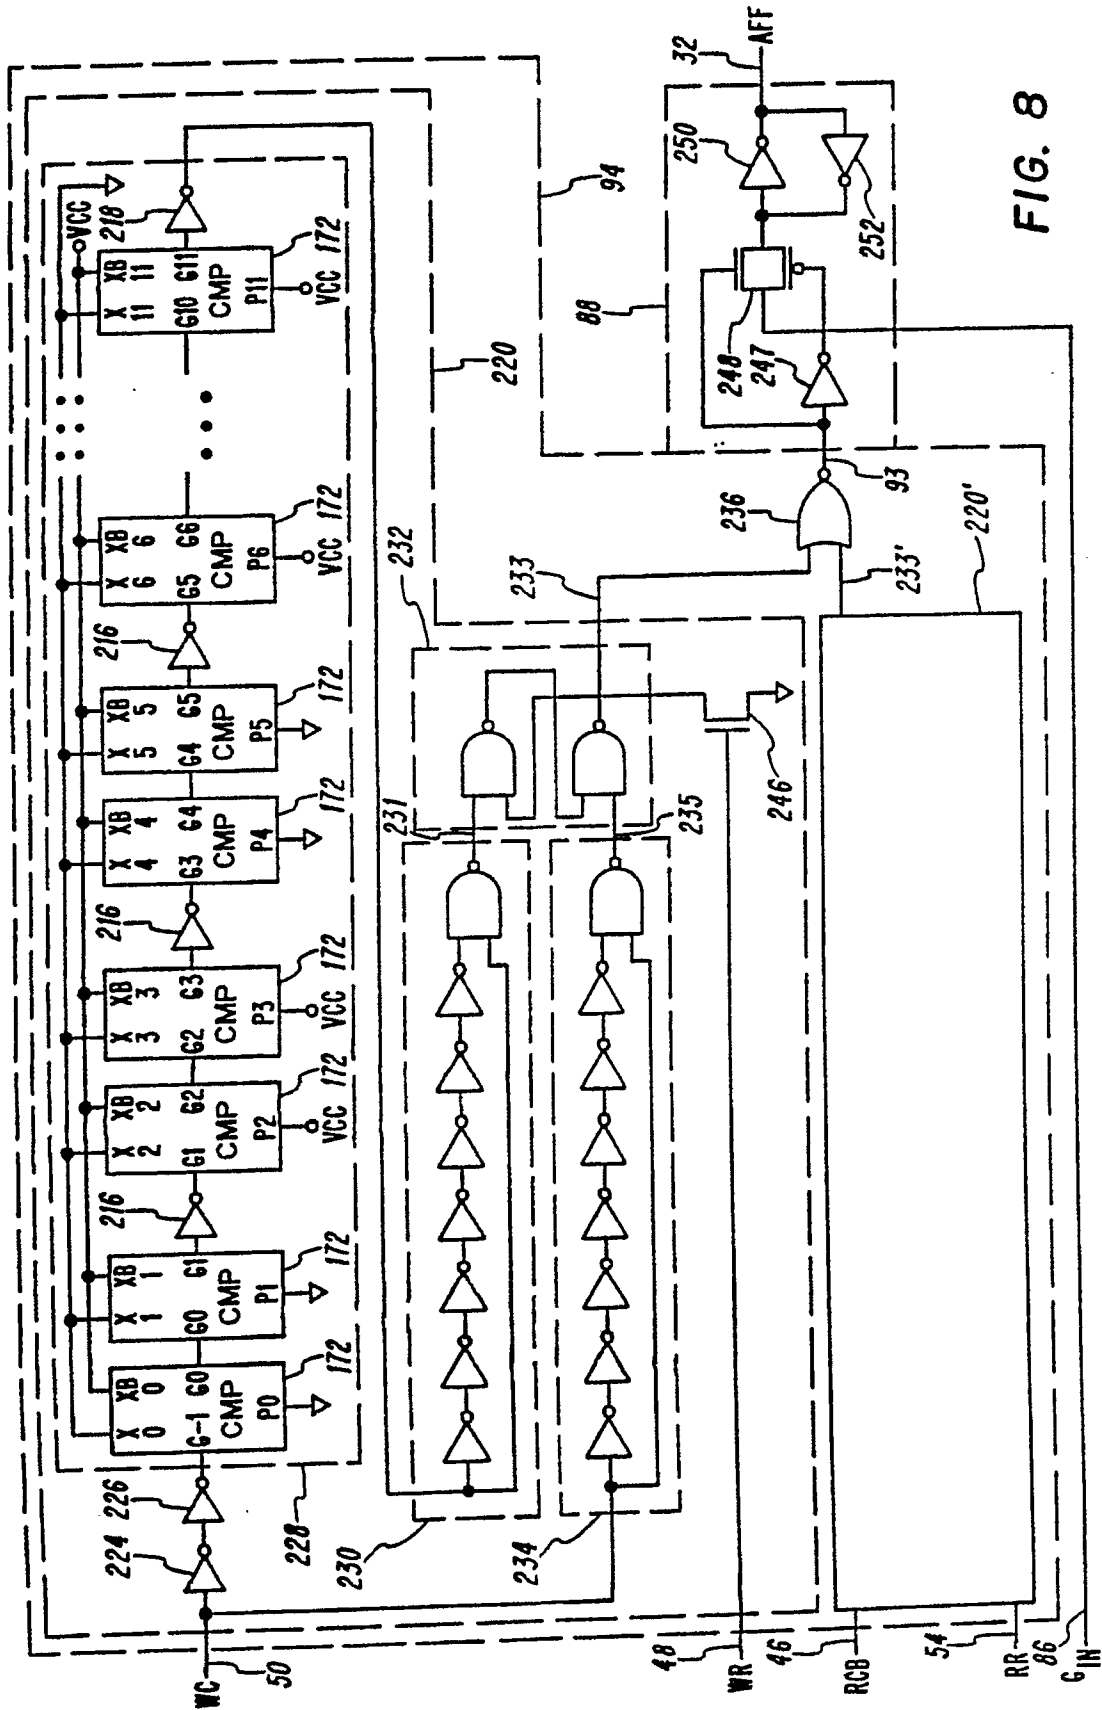 FIG. 8
WC
50
224
226
228
X 0 XB 0 G-1 G0 CMP P0 172
X 1 XB 1 G0 G1 CMP P1 172
216
X 2 XB 2 G1 G2 CMP P2 172 VCC
X 3 XB 3 G2 G3 CMP P3 172 VCC
216
X 4 XB 4 G3 G4 CMP P4 172
X 5 XB 5 G4 G5 CMP P5 172
216
X 6 XB 6 G5 G6 CMP P6 172 VCC
X 11 XB 11 G10 G11 CMP P11 172 VCC
VCC
218
220
94
230
231
232
233
234
235
246
WR
48
236
93
233'
220'
RCB
46
RR
54
GIN
86
88
247
248
250
252
32
AFF